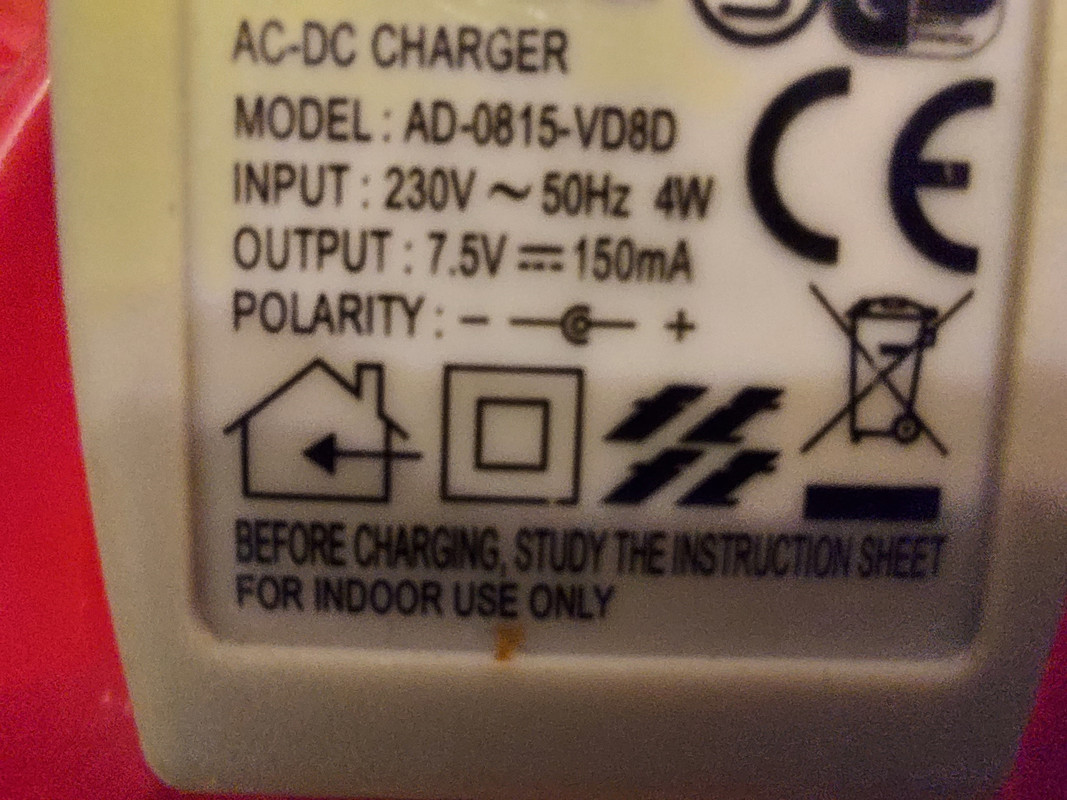 AC-DC CHARGER
MODEL : AD-0815-VD8D
INPUT : 230V ~ 50Hz 4W
OUTPUT : 7.5V ⎓ 150mA
POLARITY : - +
CE
BEFORE CHARGING, STUDY THE INSTRUCTION SHEET
FOR INDOOR USE ONLY